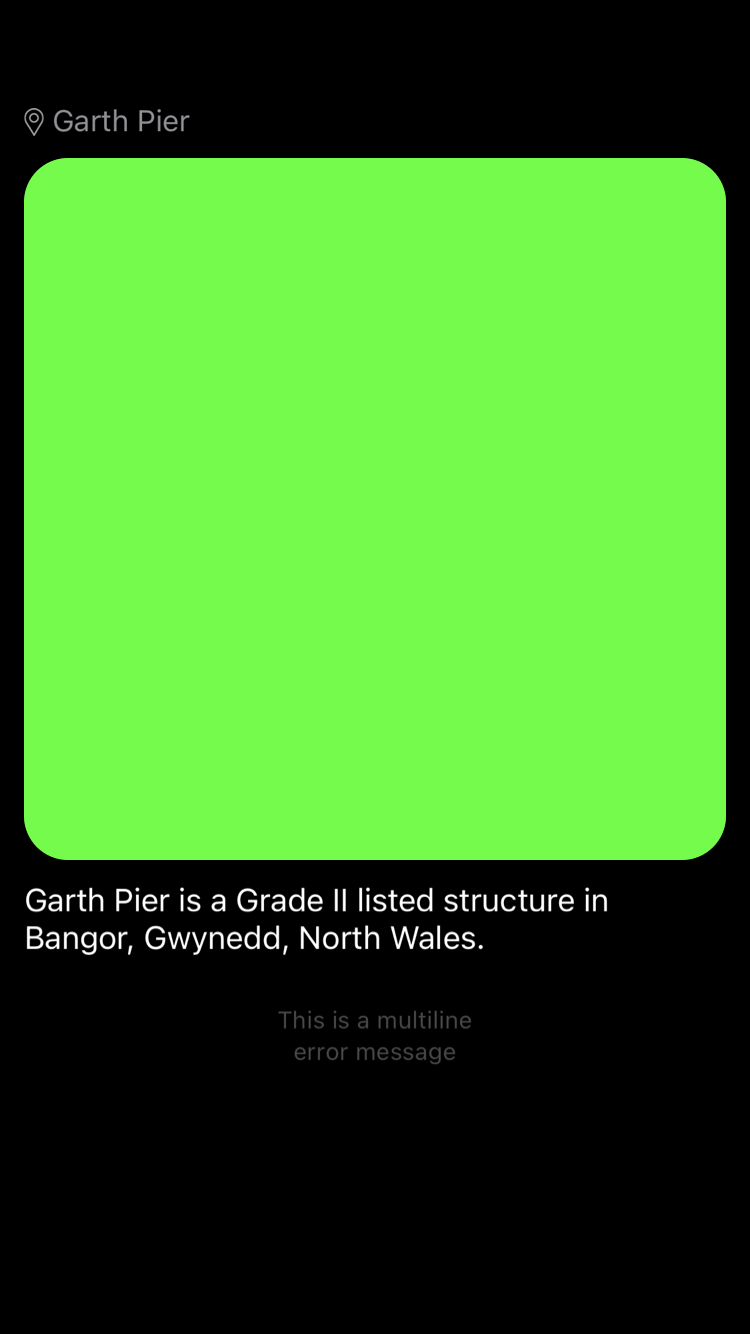 Garth Pier
Garth Pier is a Grade II listed structure in
Bangor, Gwynedd, North Wales.
This is a multiline
error message